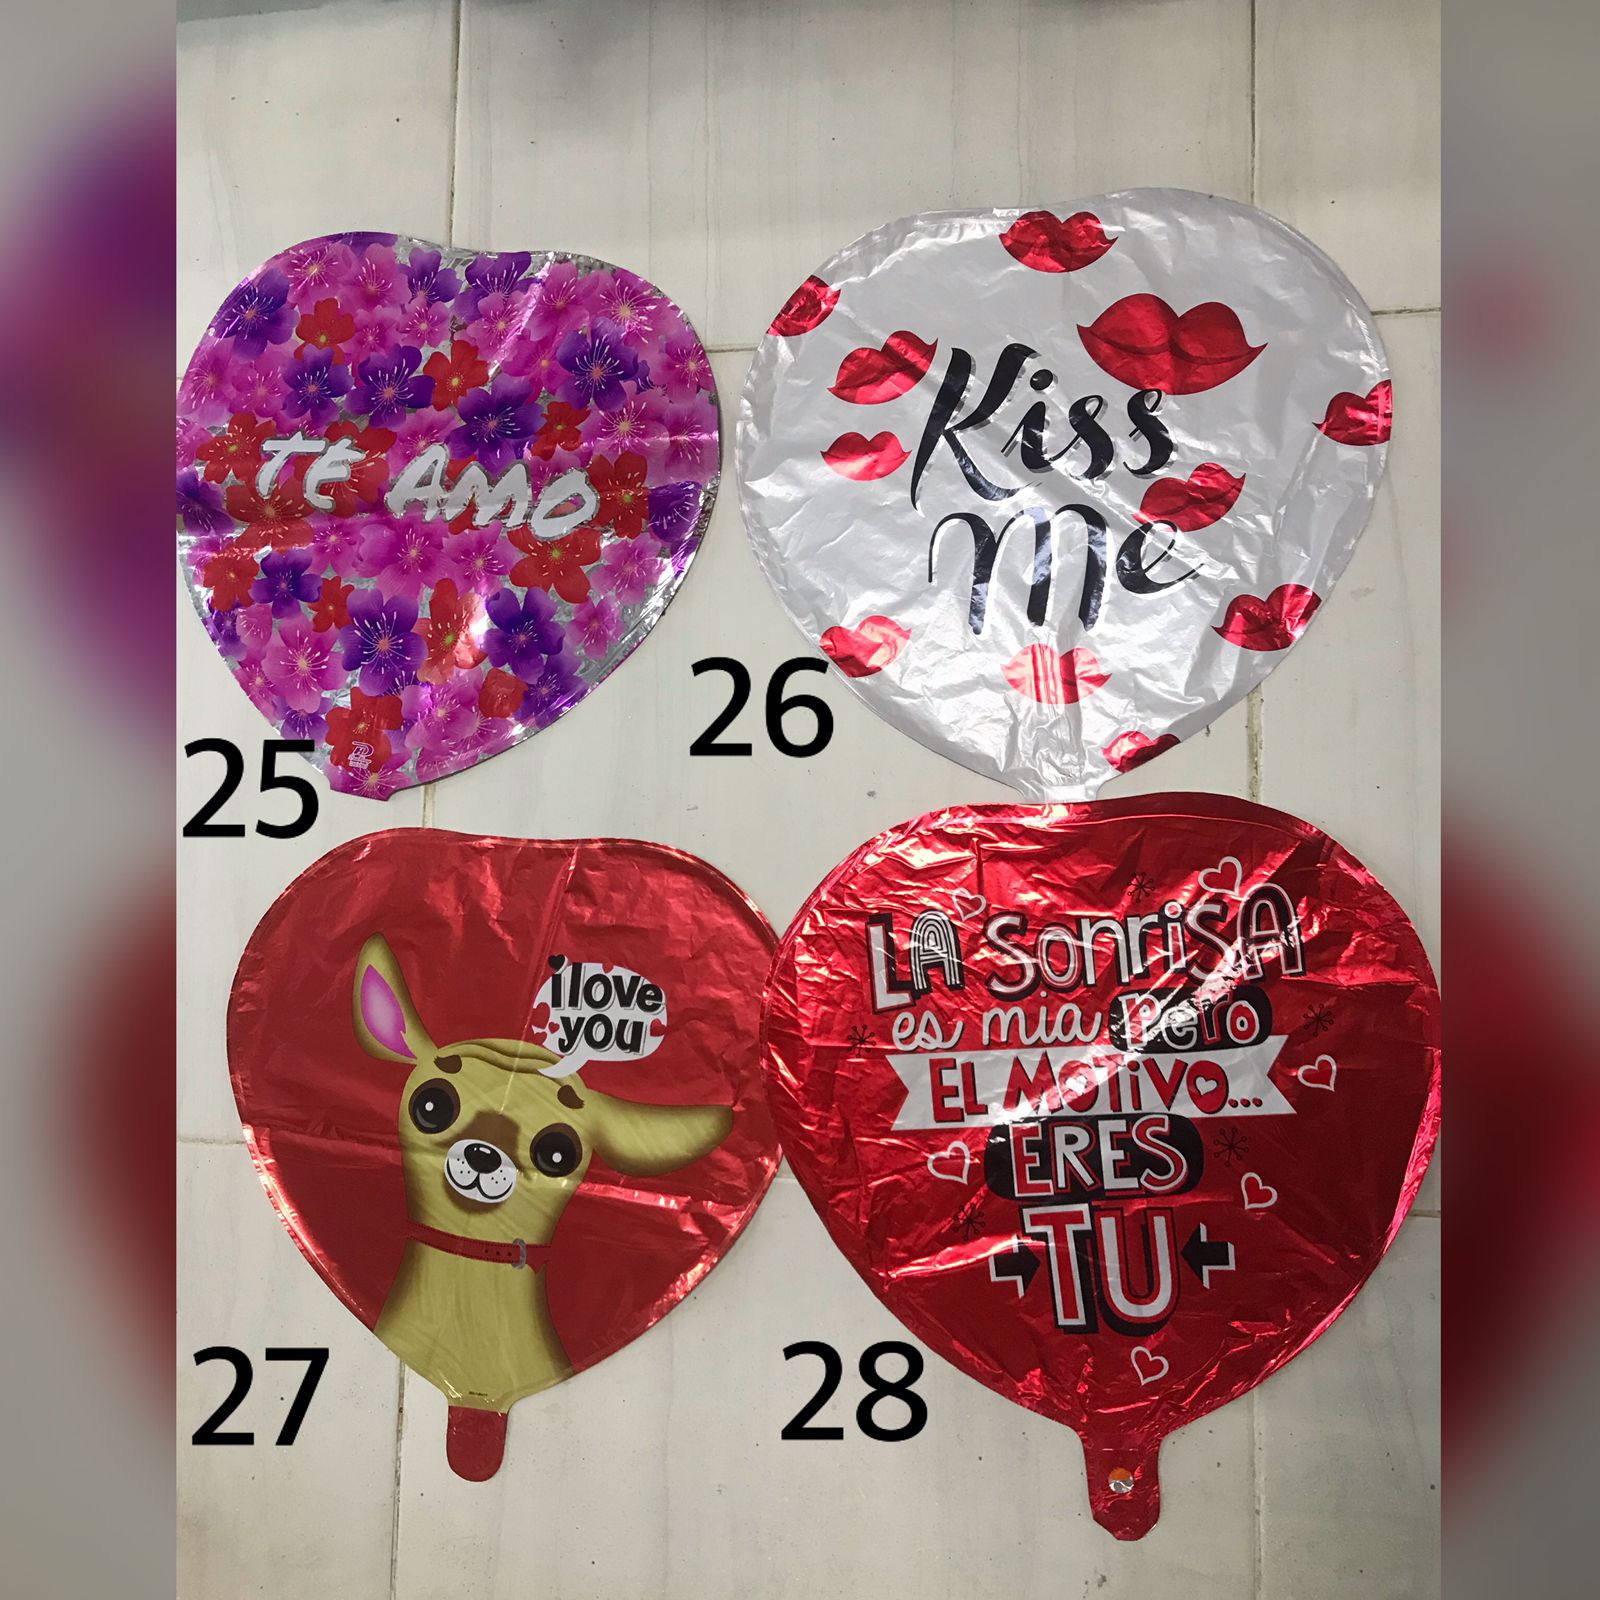 TE AMO
25
Kiss
Me
26
i love
you
27
LA SonriSA
es mia pero
EL MOTIVO...
ERES
TU
28